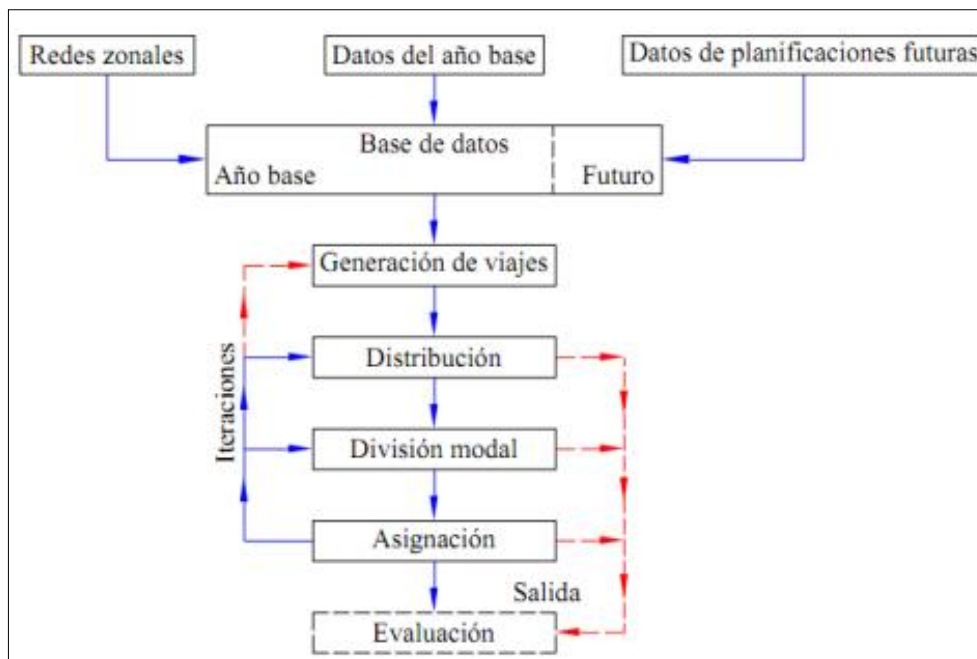 Redes zonales
Datos del año base
Datos de planificaciones futuras
Base de datos
Año base
Futuro
Generación de viajes
Iteraciones
Distribución
División modal
Asignación
Salida
Evaluación